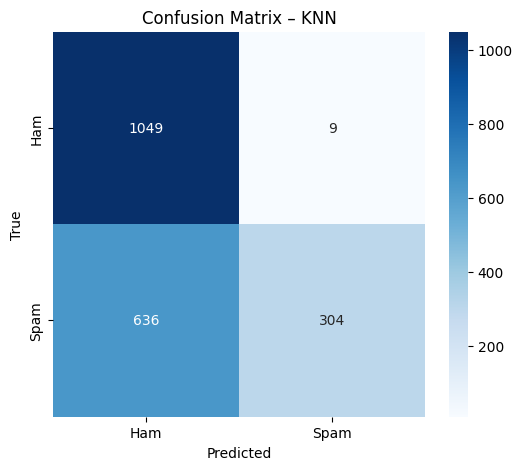 Confusion Matrix – KNN
True
Ham
1049
9
Spam
636
304
Ham
Spam
Predicted
1000
800
600
400
200